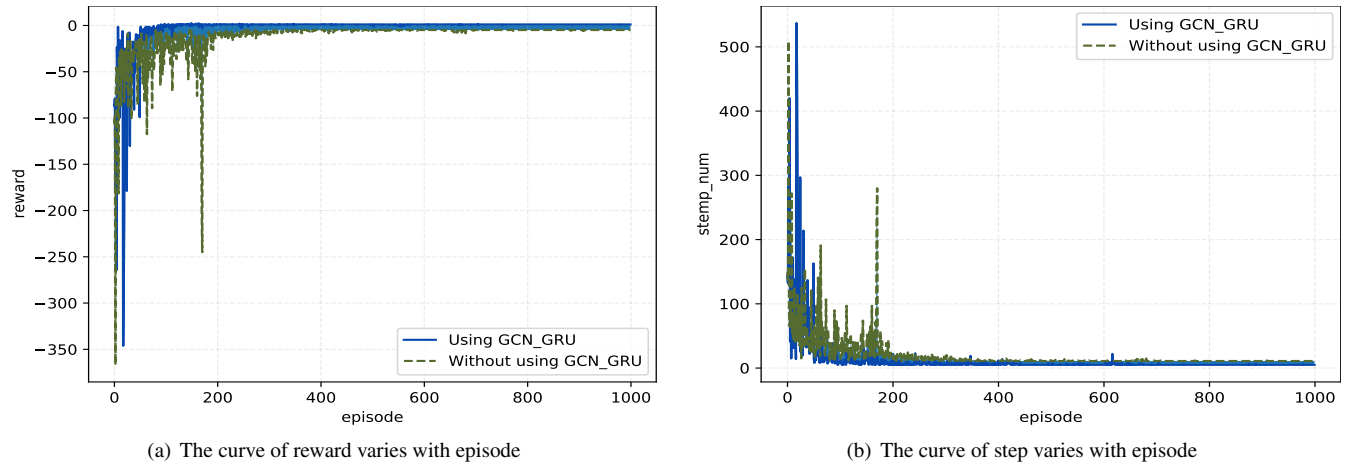 0
−50
−100
−150
−200
−250
−300
−350
reward
0
200
400
600
800
1000
episode
Using GCN_GRU
Without using GCN_GRU
(a) The curve of reward varies with episode
500
400
300
200
100
0
stemp_num
0
200
400
600
800
1000
episode
Using GCN_GRU
Without using GCN_GRU
(b) The curve of step varies with episode